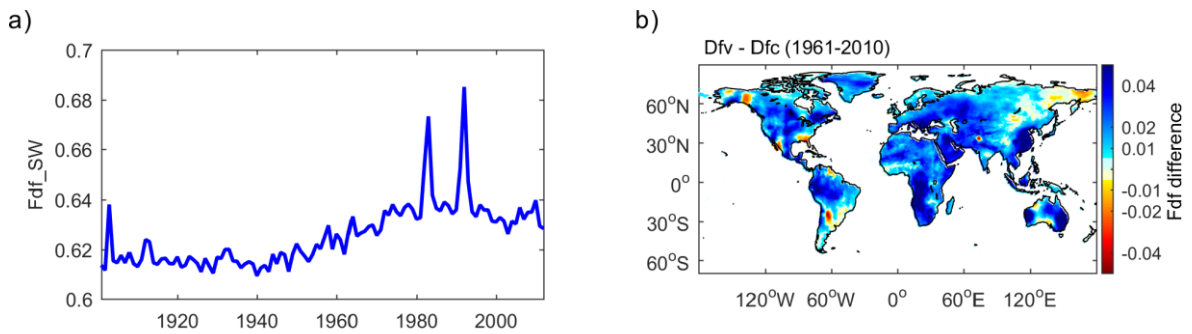 a)
0.7
0.68
0.66
0.64
0.62
0.6
Fdf_SW
1920 1940 1960 1980 2000
b)
Dfv - Dfc (1961-2010)
60°N
30°N
0°
30°S
60°S
120°W 60°W 0° 60°E 120°E
0.04
0.02
0.01
-0.01
-0.02
-0.04
Fdf difference